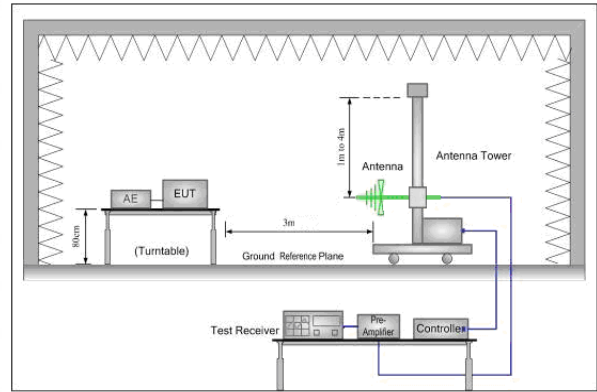 1m to 4m
Antenna
Antenna Tower
AE
EUT
80cm
(Turntable)
3m
Ground Reference Plane
Test Receiver
Pre-
Amplifier
Controller